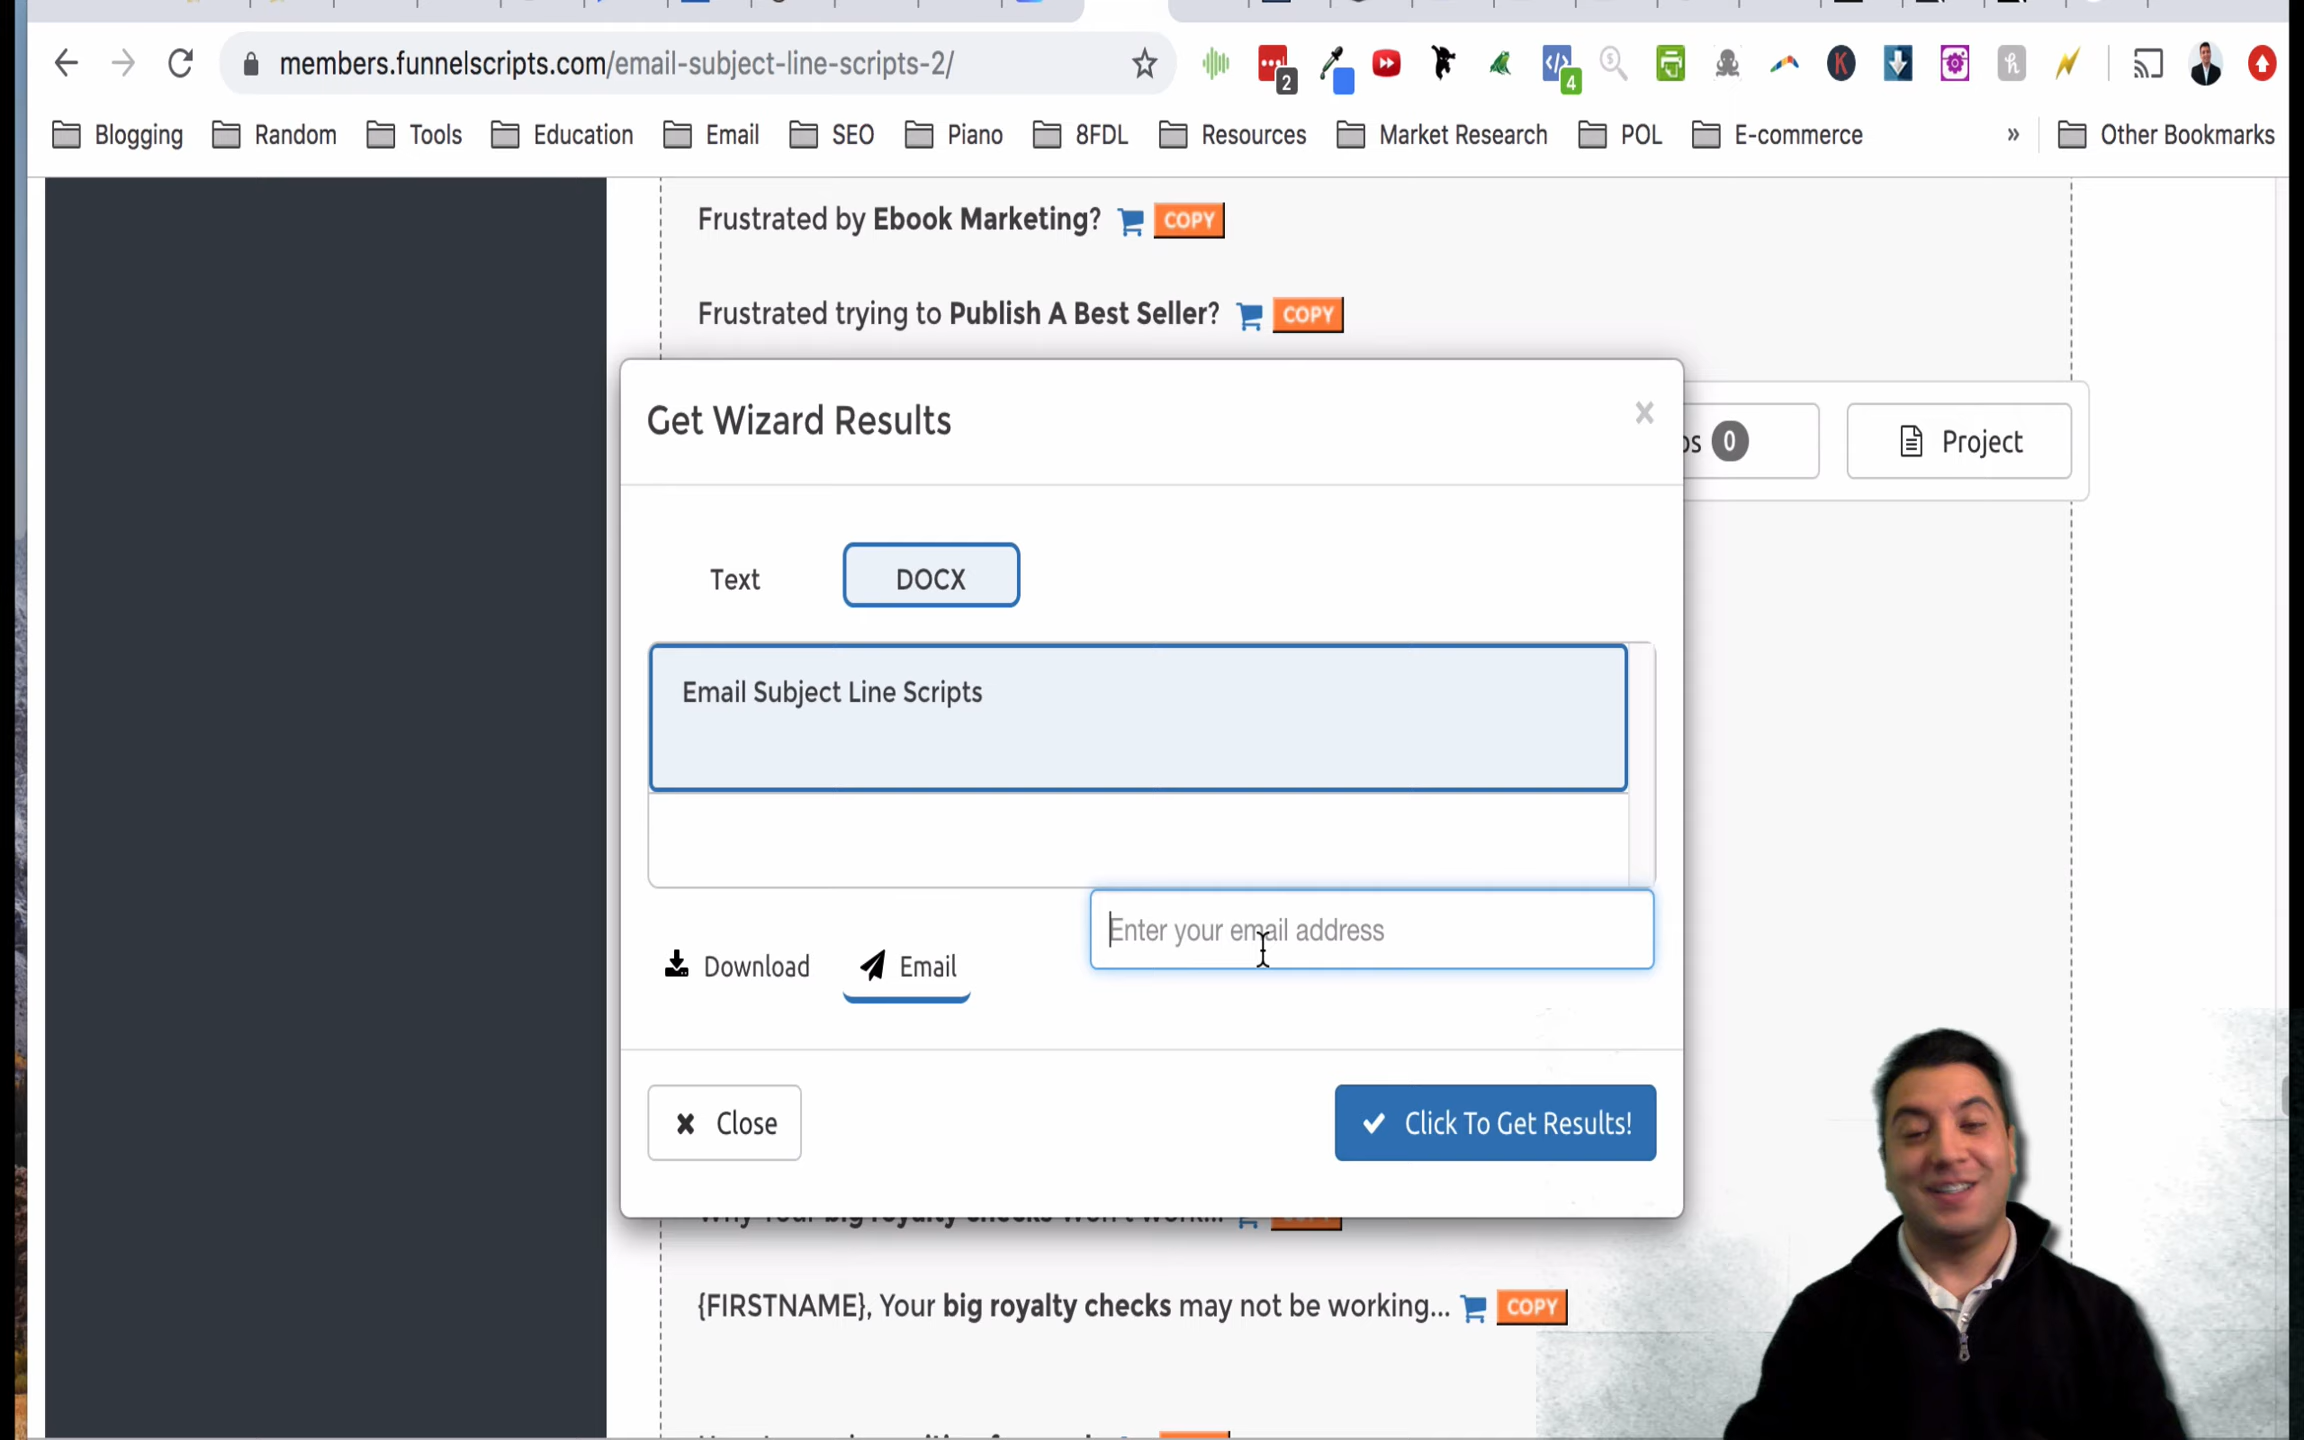 members.funnelscripts.com/email-subject-line-scripts-2/
2
4
K
h
Blogging Random Tools Education Email SEO Piano 8FDL Resources Market Research POL E-commerce » Other Bookmarks
Frustrated by Ebook Marketing? COPY
Frustrated trying to Publish A Best Seller? COPY
Get Wizard Results ×
0 Project
Text DOCX
Email Subject Line Scripts
Enter your email address
Download Email
Close Click To Get Results!
{FIRSTNAME}, Your big royalty checks may not be working... COPY